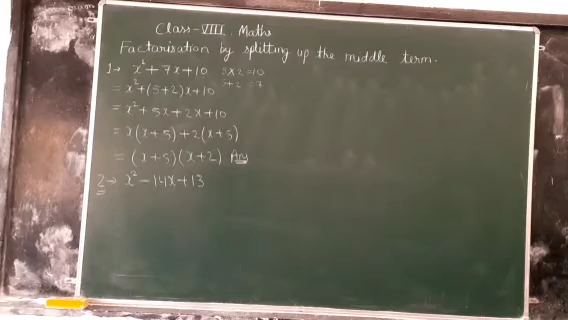 Class-VIII. Maths
Factorisation by splitting up the middle term.
1→ x²+7x+10 5×2=10
= x²+(5+2)x+10 5+2=7
= x²+5x+2x+10
= x(x+5)+2(x+5)
= (x+5)(x+2) Ans
2→ x²-14x+13